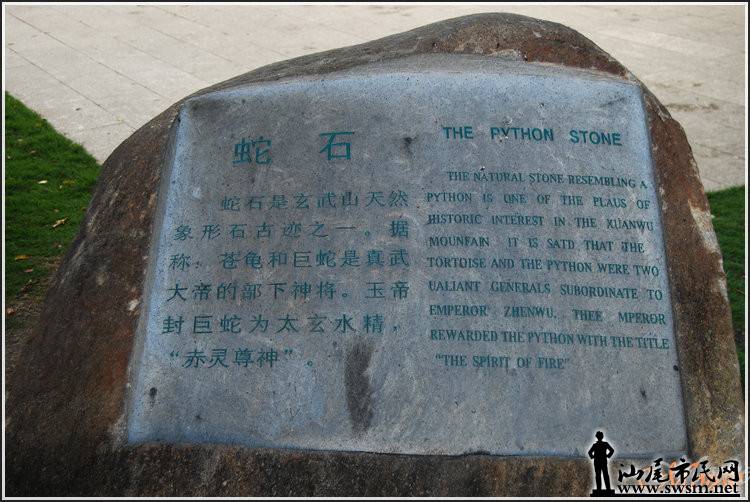 蛇 石
蛇石是玄武山天然
象形石古迹之一。据
称：苍龟和巨蛇是真武
大帝的部下神将。玉帝
封巨蛇为太玄水精，
“赤灵尊神”。
THE PYTHON STONE
THE NATURAL STONE RESEMBLING A
PYTHON IS ONE OF THE PLAUS OF
HISTORIC INTEREST IN THE XUANWU
MOUNFAIN IT IS SATD THAT JHE
TORTOISE AND THE PYTHON WERE TWO
UALIANT GENERALS SUBORDINATE TO
EMPEROR ZHENWU. THEE MPEROR
REWARDED THE PYTHON WITH THE TITLE
“THE SPIRIT OF FIRE”
汕尾市民网
www.swsm.net